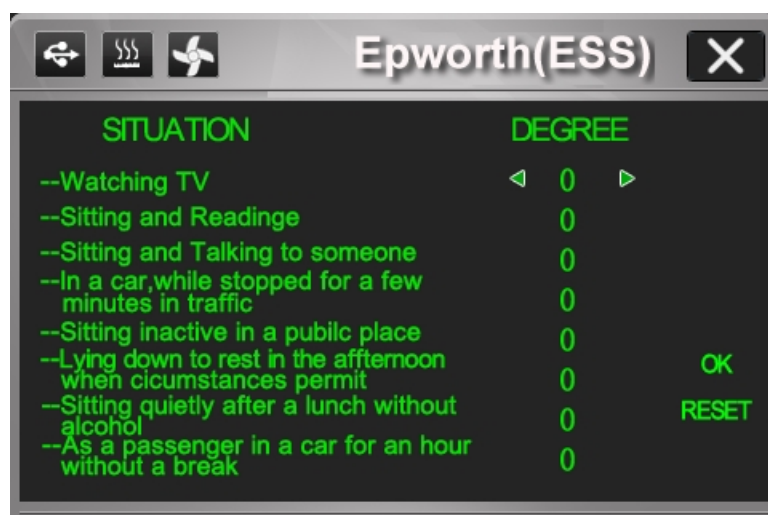 Epworth(ESS)
SITUATION DEGREE
--Watching TV 0
--Sitting and Readinge 0
--Sitting and Talking to someone 0
--In a car,while stopped for a few
minutes in traffic 0
--Sitting inactive in a pubilc place 0
--Lying down to rest in the affternoon
when cicumstances permit 0
OK
--Sitting quietly after a lunch without
alcohol 0
RESET
--As a passenger in a car for an hour
without a break 0